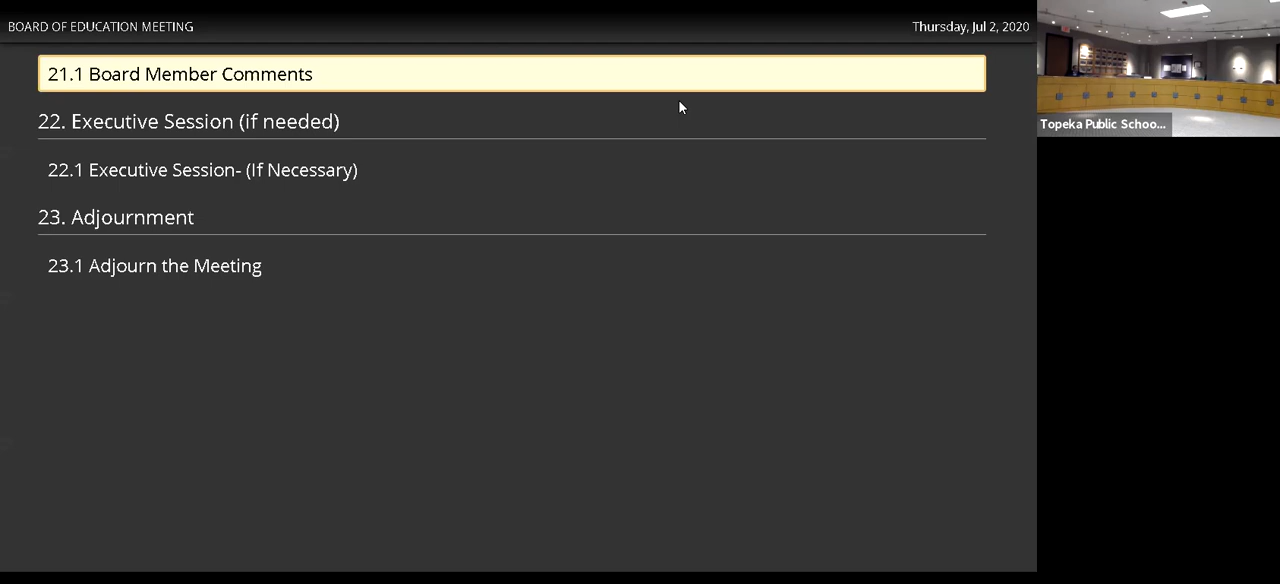 BOARD OF EDUCATION MEETING
Thursday, Jul 2, 2020
21.1 Board Member Comments
22. Executive Session (if needed)
22.1 Executive Session- (If Necessary)
23. Adjournment
23.1 Adjourn the Meeting
Topeka Public Schoo...